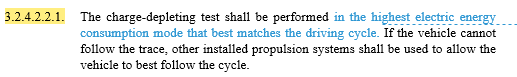 3.2.4.2.2.1. The charge-depleting test shall be performed in the highest electric energy
consumption mode that best matches the driving cycle. If the vehicle cannot
follow the trace, other installed propulsion systems shall be used to allow the
vehicle to best follow the cycle.